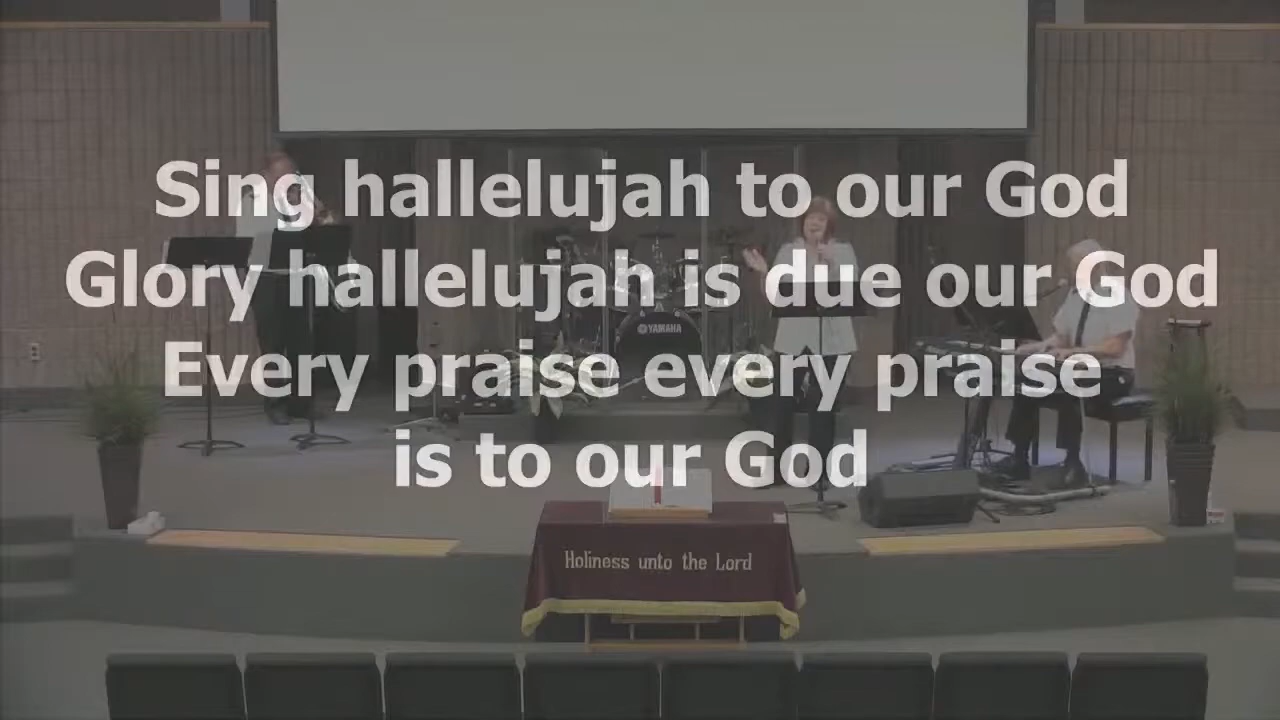 Sing hallelujah to our God
Glory hallelujah is due our God
Every praise every praise
is to our God
YAMAHA
Holiness unto the Lord